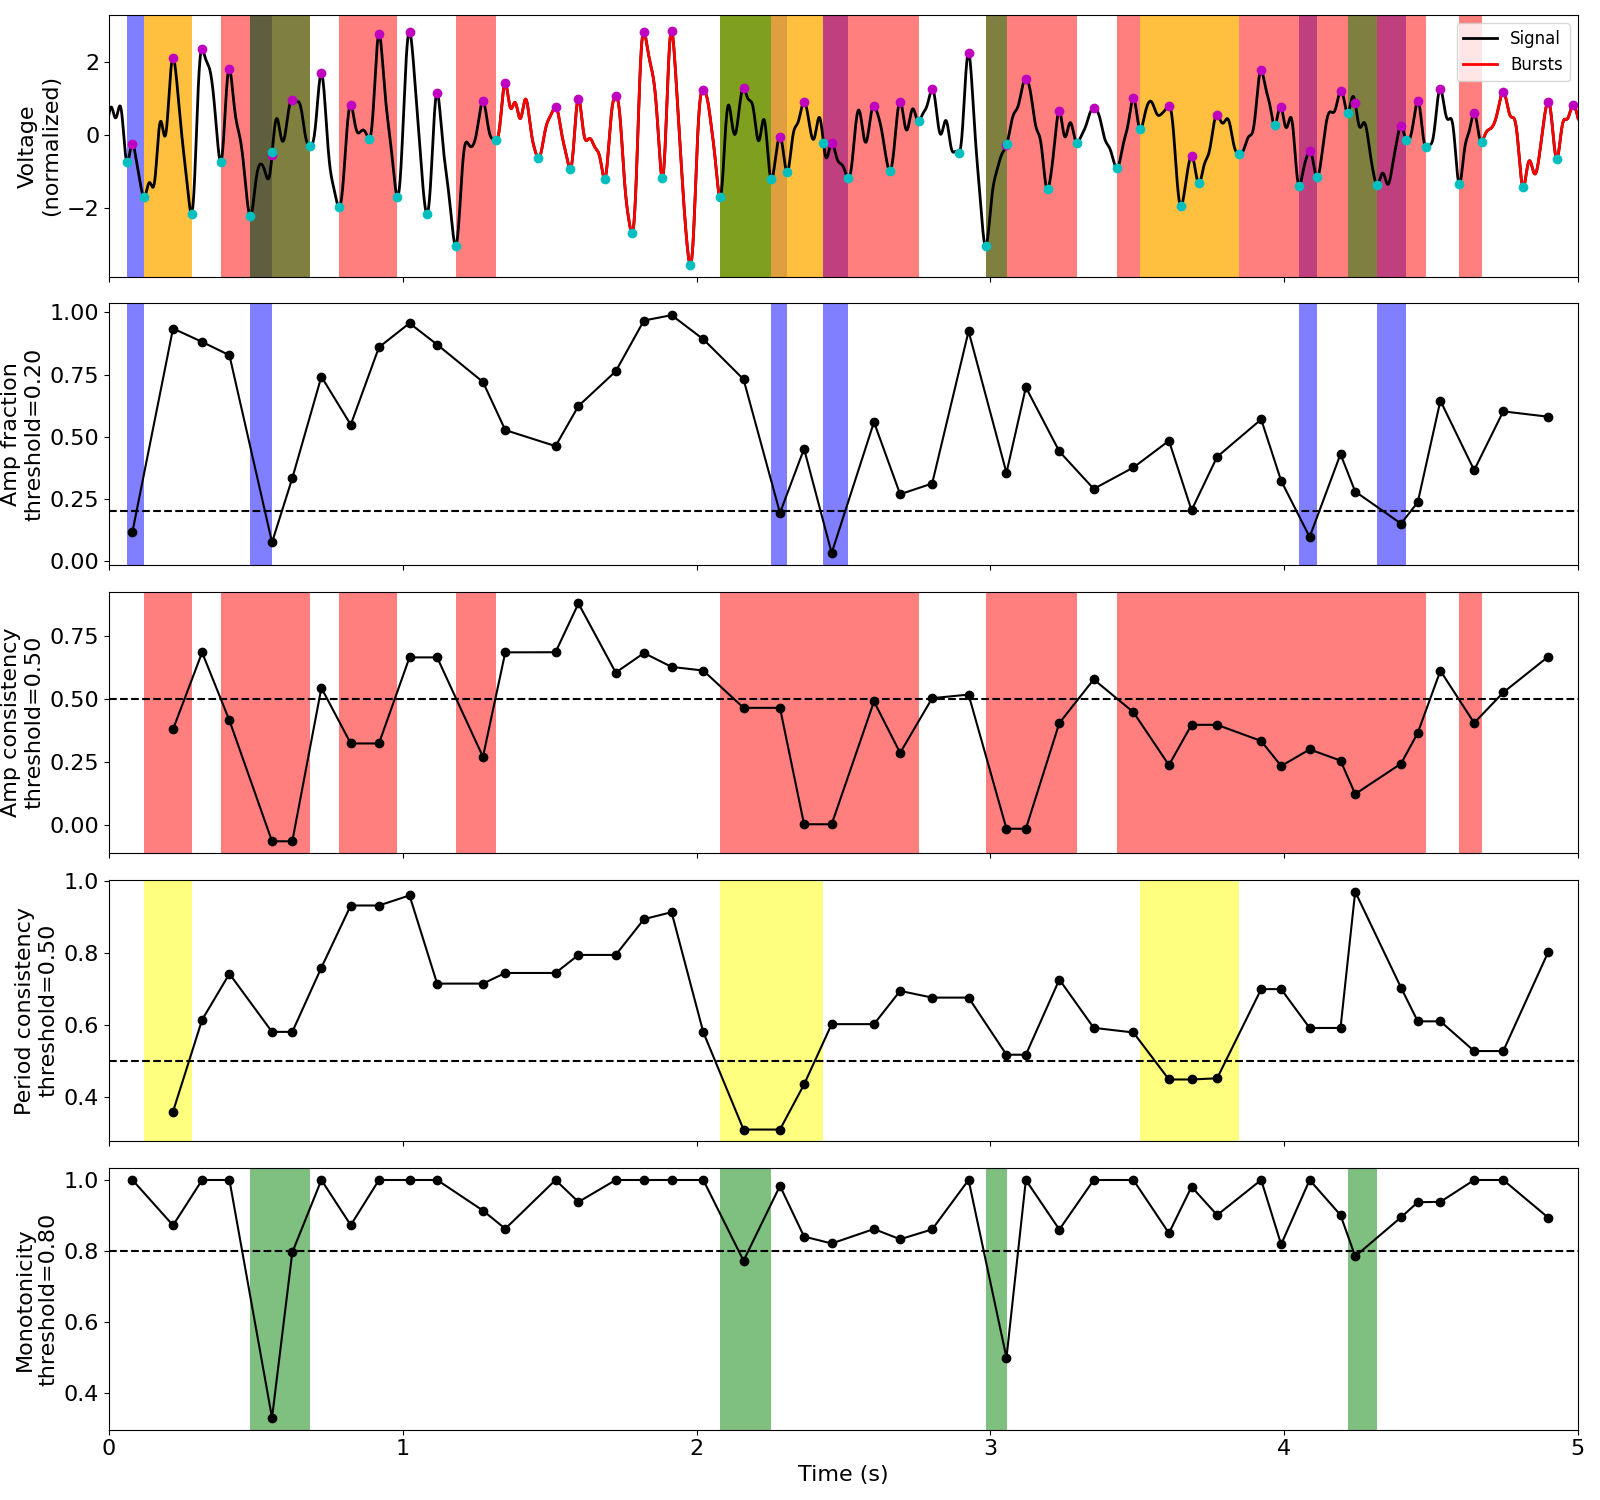 Voltage
(normalized)
2
0
−2
Signal
Bursts
Amp fraction
threshold=0.20
1.00
0.75
0.50
0.25
0.00
Amp consistency
threshold=0.50
0.75
0.50
0.25
0.00
Period consistency
threshold=0.50
1.0
0.8
0.6
0.4
Monotonicity
threshold=0.80
1.0
0.8
0.6
0.4
0 1 2 3 4 5
Time (s)